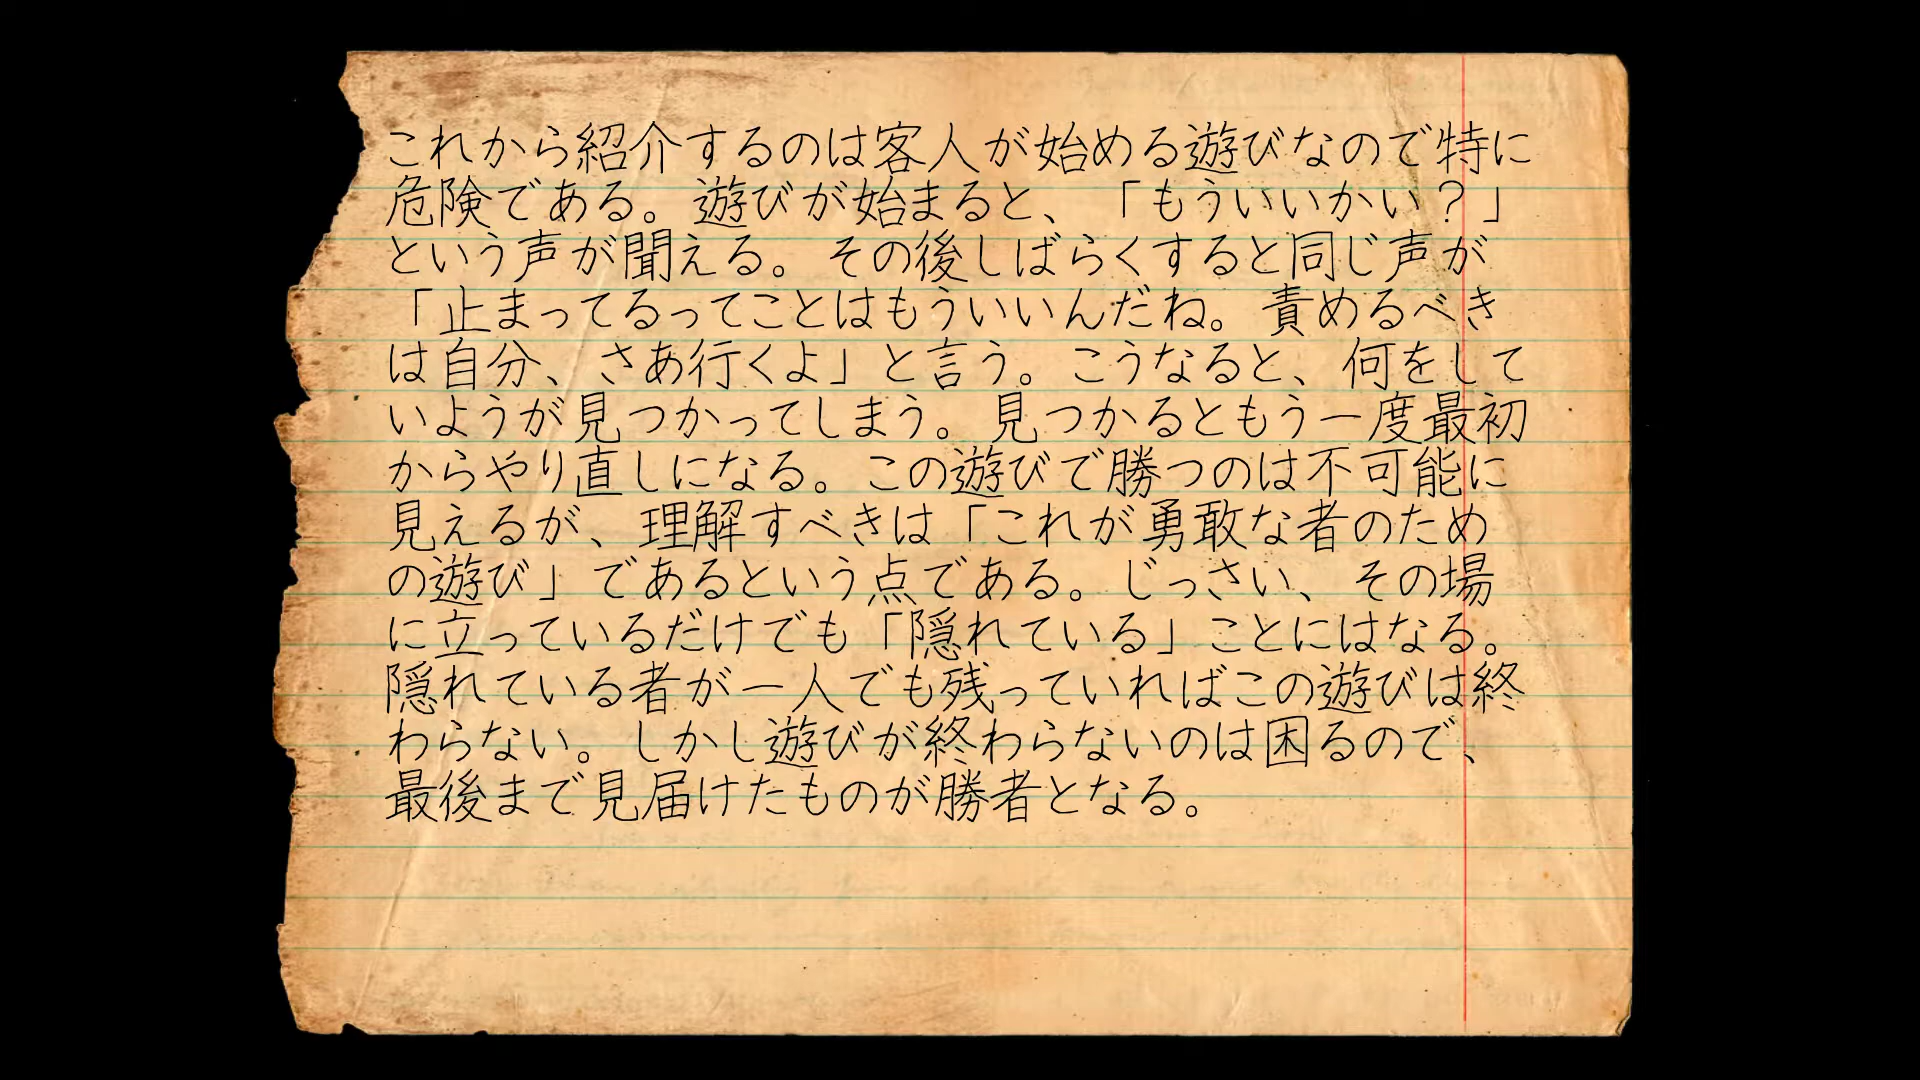 これから紹介するのは客人が始める遊びなので特に
危険である。遊びが始まると、「もういいかい？」
という声が聞える。その後しばらくすると同じ声が
「止まってるってことはもういいんだね。責めるべき
は自分、さあ行くよ」と言う。こうなると、何をして
いようが見つかってしまう。見つかるともう一度最初
からやり直しになる。この遊びで勝つのは不可能に
見えるが、理解すべきは「これが勇敢な者のため
の遊び」であるという点である。じっさい、その場
に立っているだけでも「隠れている」ことにはなる。
隠れている者が一人でも残っていればこの遊びは終
わらない。しかし遊びが終わらないのは困るので、
最後まで見届けたものが勝者となる。